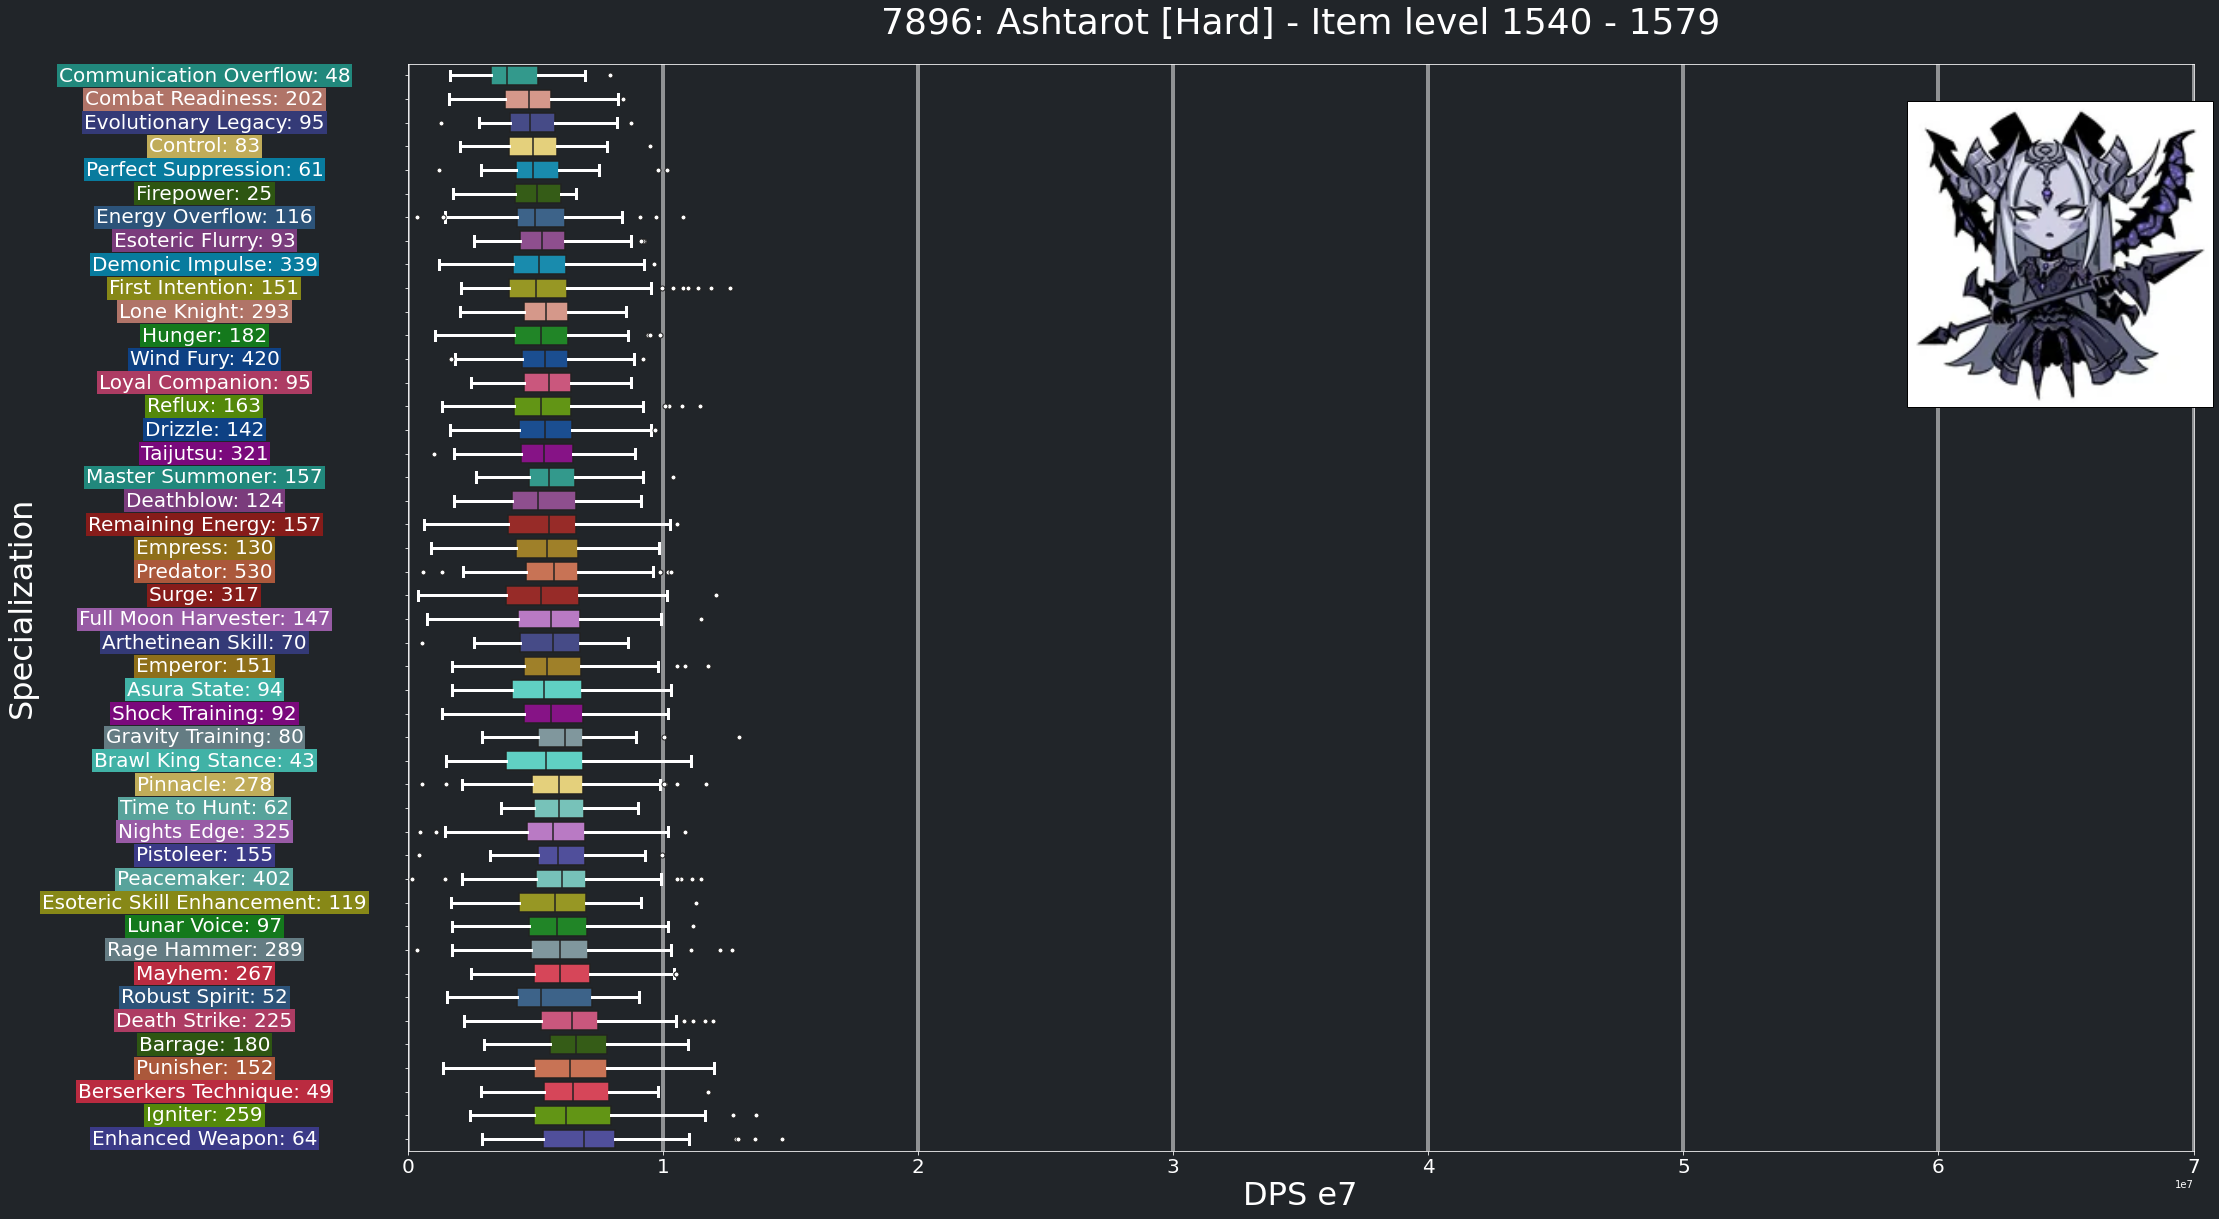 7896: Ashtarot [Hard] - Item level 1540 - 1579
Communication Overflow: 48
Combat Readiness: 202
Evolutionary Legacy: 95
Control: 83
Perfect Suppression: 61
Firepower: 25
Energy Overflow: 116
Esoteric Flurry: 93
Demonic Impulse: 339
First Intention: 151
Lone Knight: 293
Hunger: 182
Wind Fury: 420
Loyal Companion: 95
Reflux: 163
Drizzle: 142
Taijutsu: 321
Master Summoner: 157
Deathblow: 124
Remaining Energy: 157
Empress: 130
Predator: 530
Surge: 317
Full Moon Harvester: 147
Arthetinean Skill: 70
Emperor: 151
Asura State: 94
Shock Training: 92
Gravity Training: 80
Brawl King Stance: 43
Pinnacle: 278
Time to Hunt: 62
Nights Edge: 325
Pistoleer: 155
Peacemaker: 402
Esoteric Skill Enhancement: 119
Lunar Voice: 97
Rage Hammer: 289
Mayhem: 267
Robust Spirit: 52
Death Strike: 225
Barrage: 180
Punisher: 152
Berserkers Technique: 49
Igniter: 259
Enhanced Weapon: 64
Specialization
0 1 2 3 4 5 6 7
1e7
DPS e7